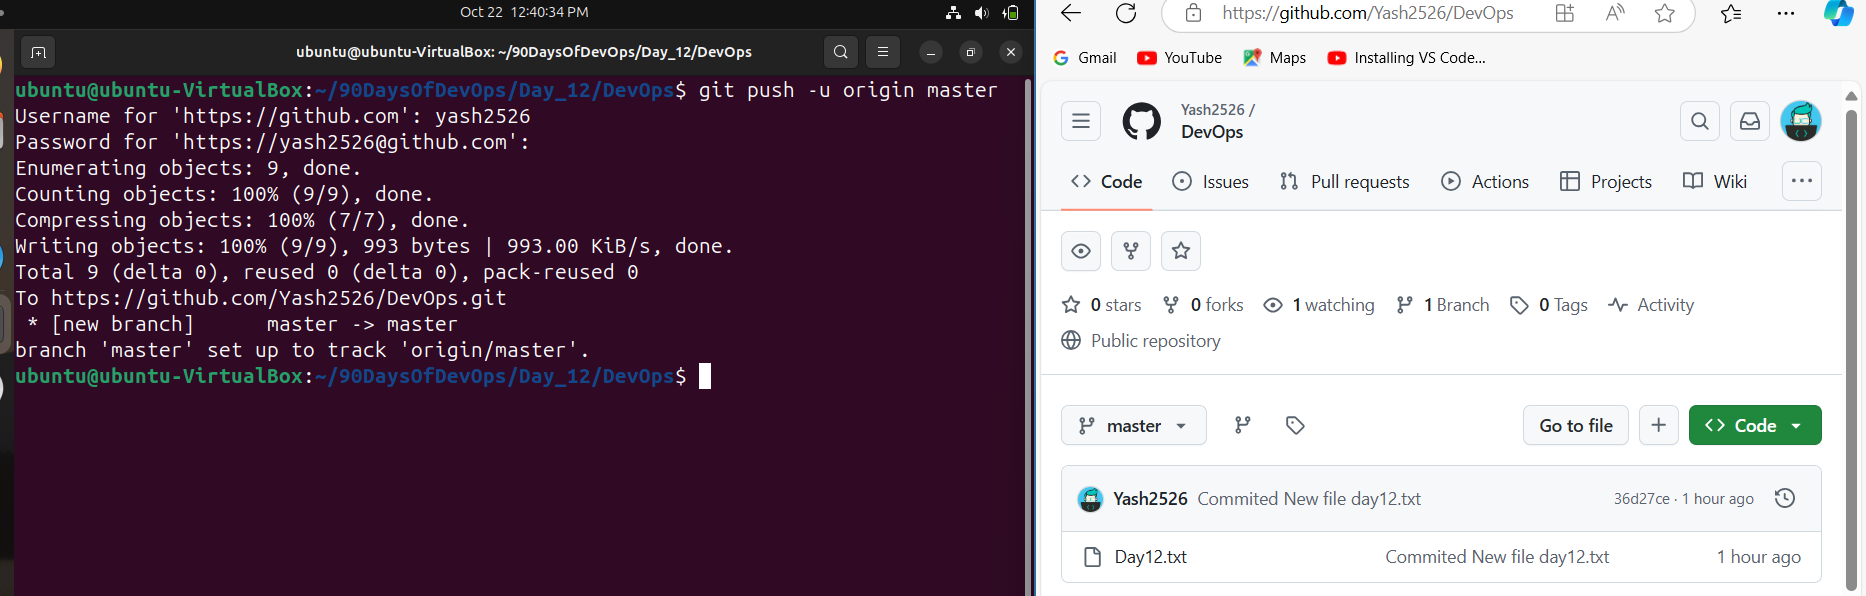 Oct 22 12:40:34 PM
ubuntu@ubuntu-VirtualBox: ~/90DaysOfDevOps/Day_12/DevOps
ubuntu@ubuntu-VirtualBox:~/90DaysOfDevOps/Day_12/DevOps$ git push -u origin master
Username for 'https://github.com': yash2526
Password for 'https://yash2526@github.com':
Enumerating objects: 9, done.
Counting objects: 100% (9/9), done.
Compressing objects: 100% (7/7), done.
Writing objects: 100% (9/9), 993 bytes | 993.00 KiB/s, done.
Total 9 (delta 0), reused 0 (delta 0), pack-reused 0
To https://github.com/Yash2526/DevOps.git
 * [new branch]      master -> master
branch 'master' set up to track 'origin/master'.
ubuntu@ubuntu-VirtualBox:~/90DaysOfDevOps/Day_12/DevOps$
https://github.com/Yash2526/DevOps
Gmail YouTube Maps Installing VS Code...
Yash2526 /
DevOps
Code Issues Pull requests Actions Projects Wiki
0 stars 0 forks 1 watching 1 Branch 0 Tags Activity
Public repository
master Go to file Code
Yash2526 Commited New file day12.txt 36d27ce · 1 hour ago
Day12.txt Commited New file day12.txt 1 hour ago